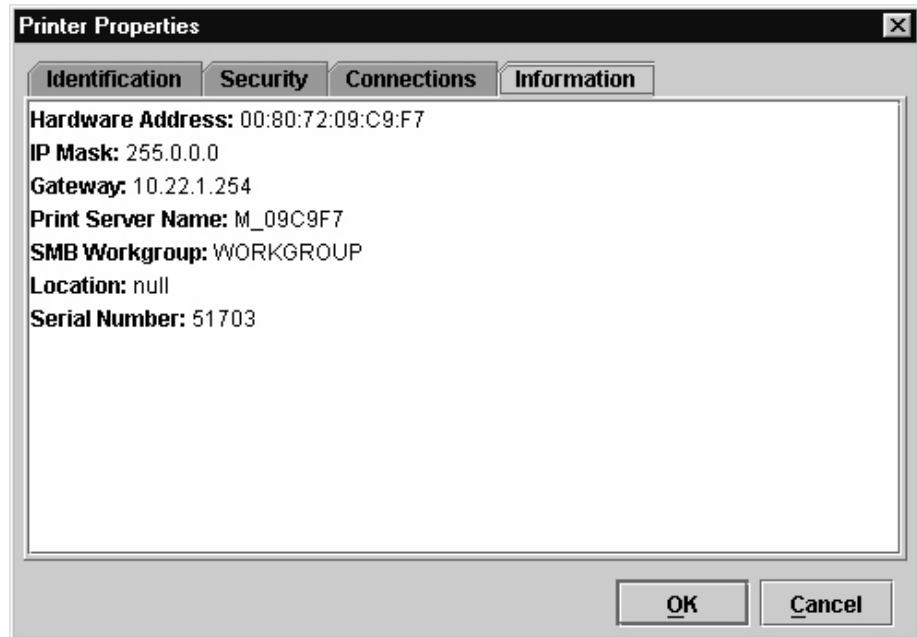 Printer Properties
Identification Security Connections Information
Hardware Address: 00:80:72:09:C9:F7
IP Mask: 255.0.0.0
Gateway: 10.22.1.254
Print Server Name: M_09C9F7
SMB Workgroup: WORKGROUP
Location: null
Serial Number: 51703
OK Cancel